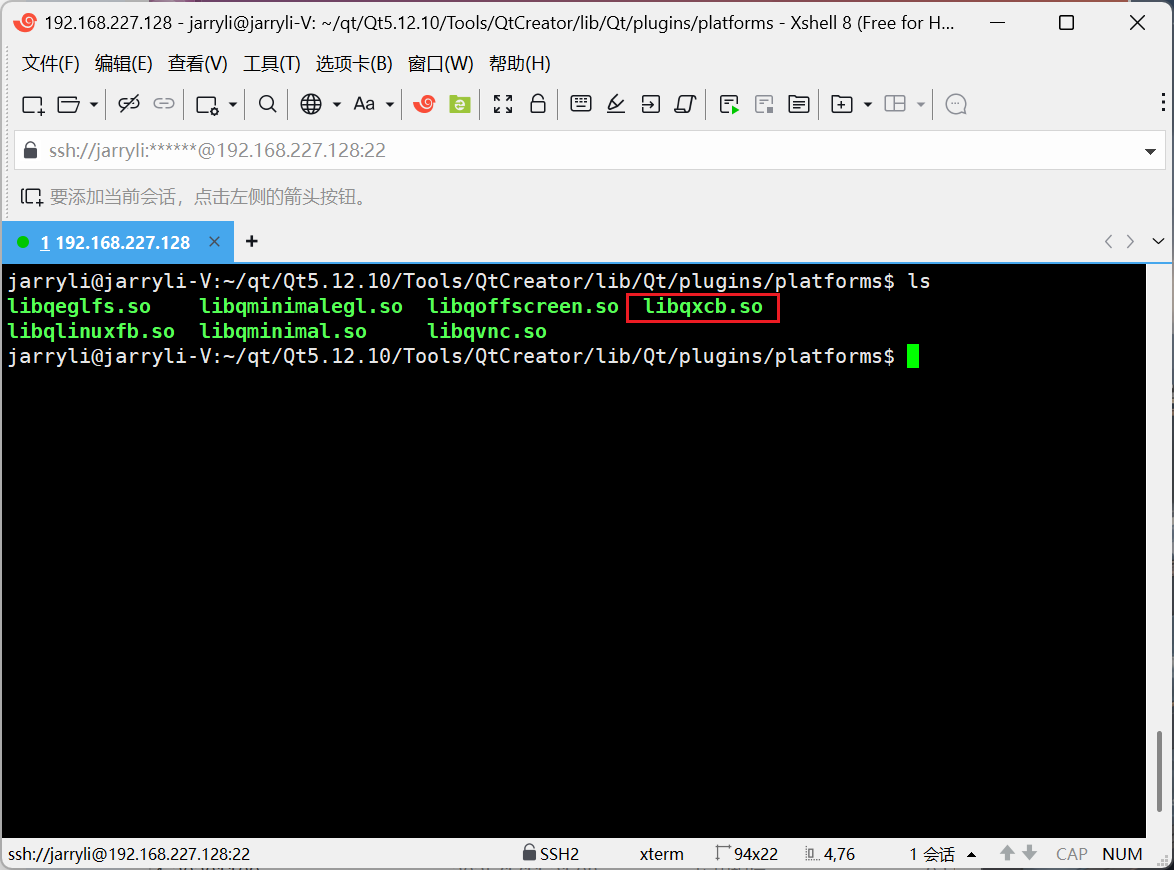 192.168.227.128 - jarryli@jarryli-V: ~/qt/Qt5.12.10/Tools/QtCreator/lib/Qt/plugins/platforms - Xshell 8 (Free for H...
文件(F) 编辑(E) 查看(V) 工具(T) 选项卡(B) 窗口(W) 帮助(H)
Aa
ssh://jarryli:******@192.168.227.128:22
要添加当前会话，点击左侧的箭头按钮。
1 192.168.227.128 × +
jarryli@jarryli-V:~/qt/Qt5.12.10/Tools/QtCreator/lib/Qt/plugins/platforms$ ls
libqeglfs.so libqminimalegl.so libqoffscreen.so libqxcb.so
libqlinuxfb.so libqminimal.so libqvnc.so
jarryli@jarryli-V:~/qt/Qt5.12.10/Tools/QtCreator/lib/Qt/plugins/platforms$
ssh://jarryli@192.168.227.128:22 SSH2 xterm 94x22 4,76 1 会话 CAP NUM